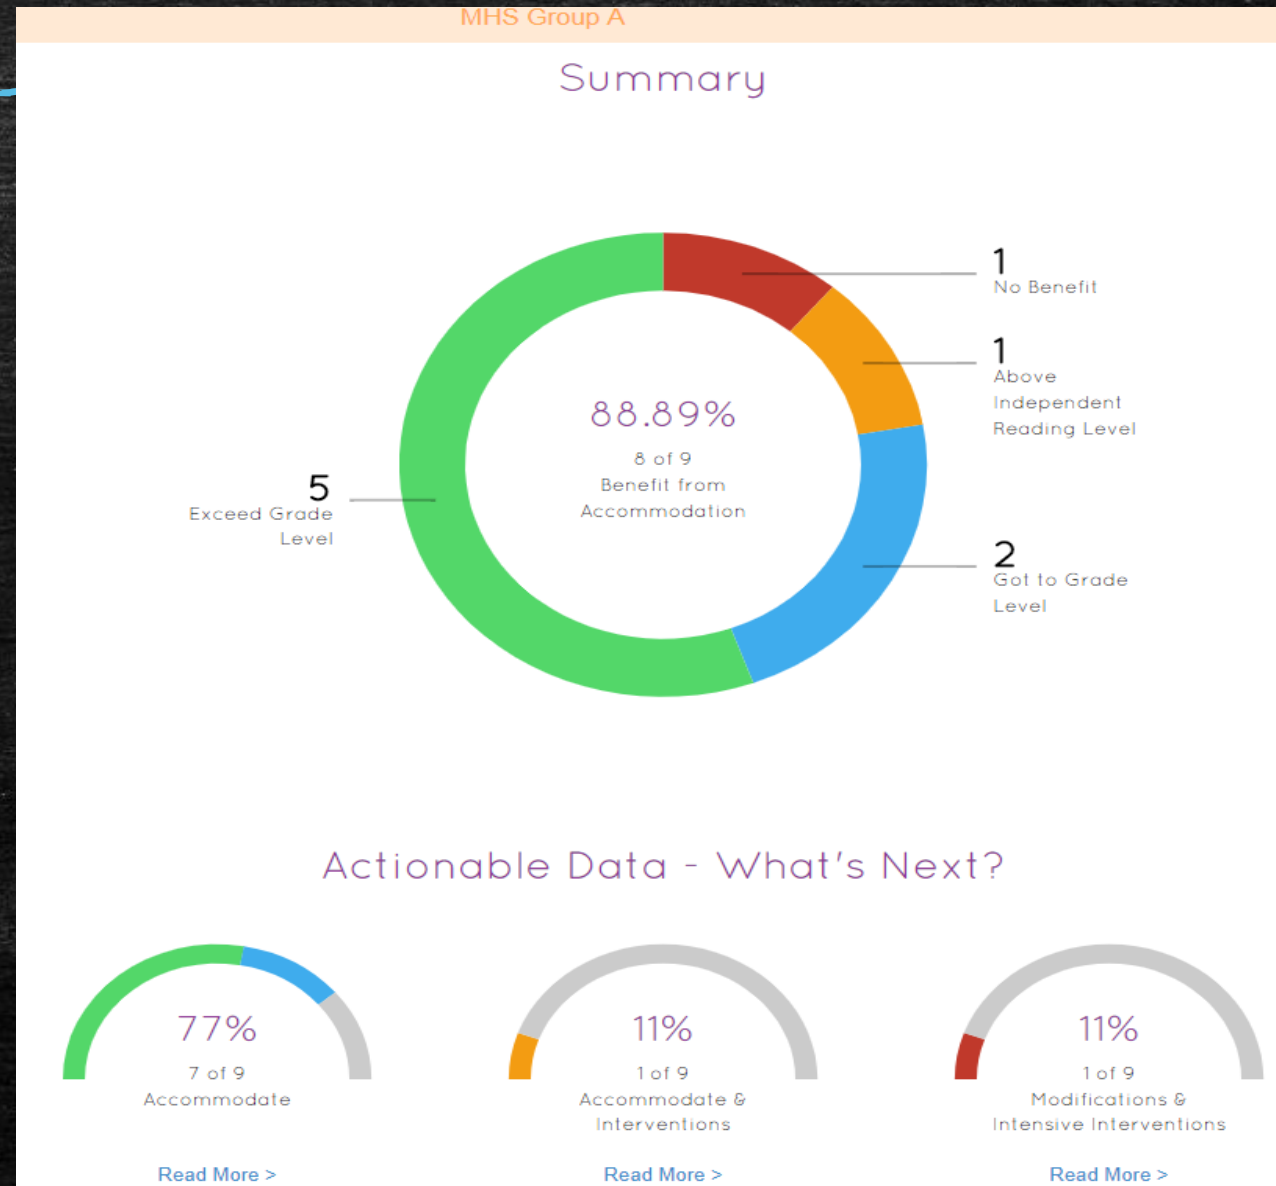 MHS Group A
Summary
1
No Benefit
1
Above
Independent
Reading Level
88.89%
8 of 9
Benefit from
Accommodation
5
Exceed Grade
Level
2
Got to Grade
Level
Actionable Data - What's Next?
77%
7 of 9
Accommodate
Read More >
11%
1 of 9
Accommodate &
Interventions
Read More >
11%
1 of 9
Modifications &
Intensive Interventions
Read More >